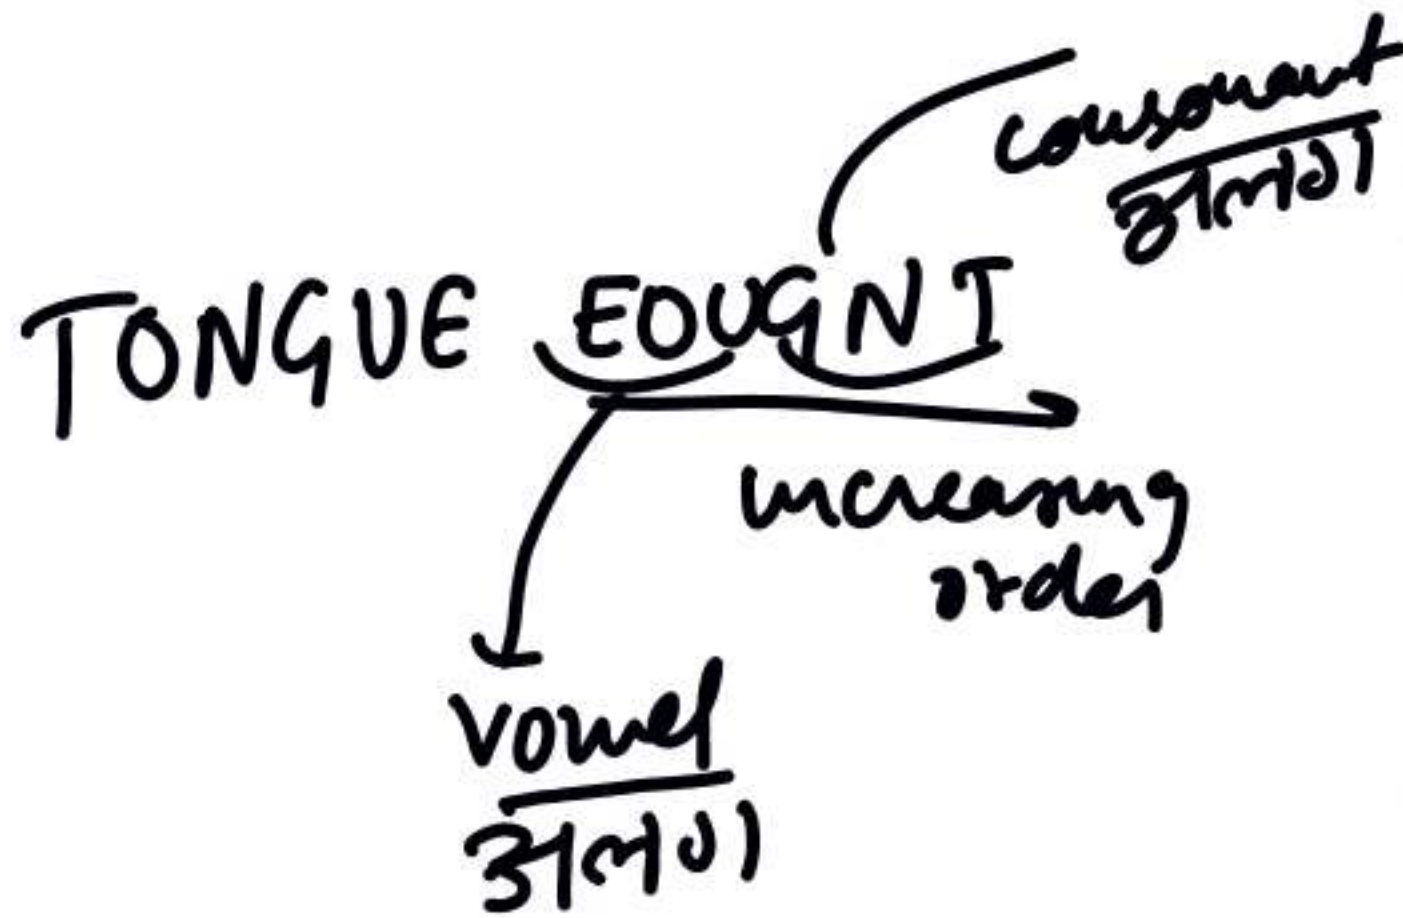 consonant
अलग
TONGUE EOUGNT
increasing
order
vowel
अलग